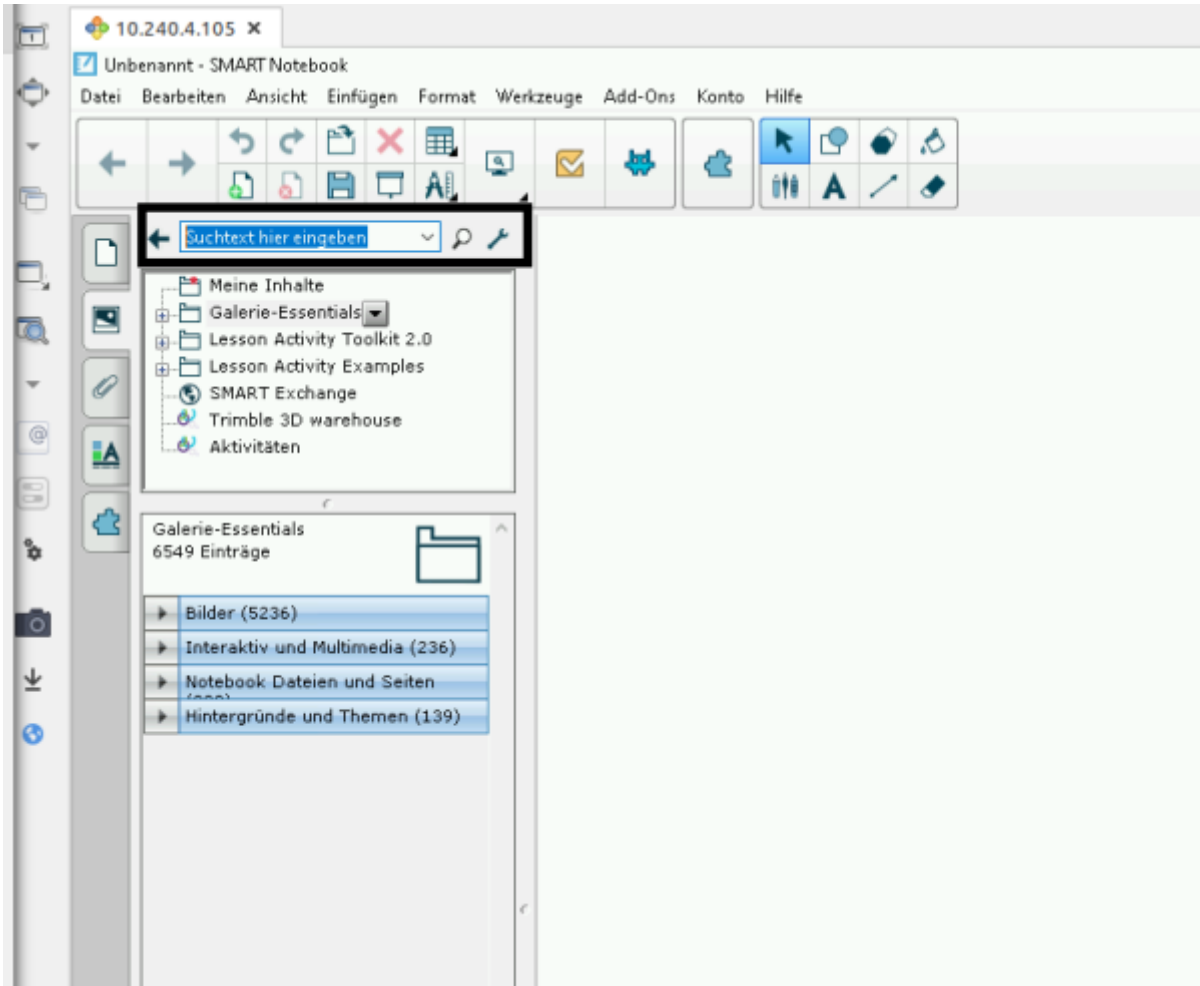 10.240.4.105
Unbenannt - SMART Notebook
Datei Bearbeiten Ansicht Einfügen Format Werkzeuge Add-Ons Konto Hilfe
Suchtext hier eingeben
Meine Inhalte
Galerie-Essentials
Lesson Activity Toolkit 2.0
Lesson Activity Examples
SMART Exchange
Trimble 3D warehouse
Aktivitäten
Galerie-Essentials
6549 Einträge
Bilder (5236)
Interaktiv und Multimedia (236)
Notebook Dateien und Seiten
Hintergründe und Themen (139)